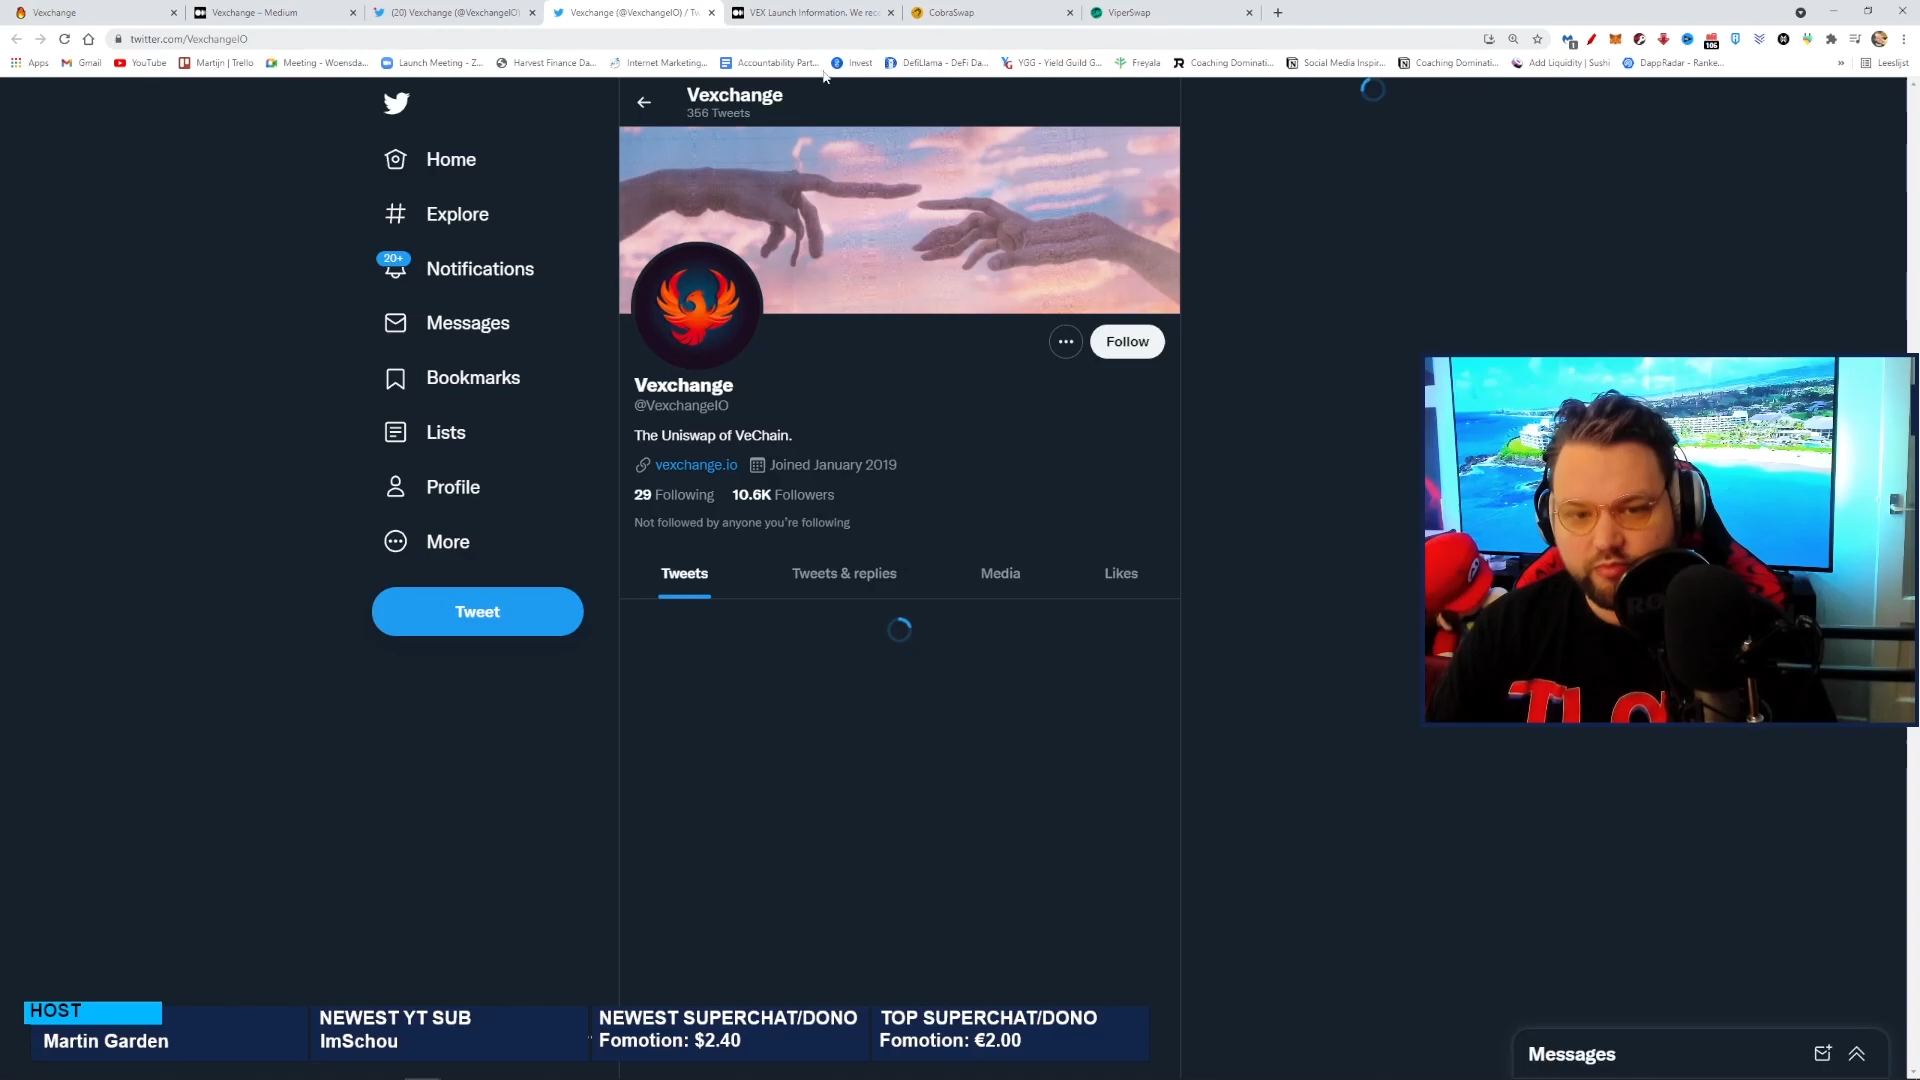 Vexchange
Vexchange – Medium
(20) Vexchange (@VexchangeIO)
Vexchange (@VexchangeIO) / Tw
VEX Launch Information. We rec
CobraSwap
ViperSwap
twitter.com/VexchangeIO
106
Apps
Gmail
YouTube
Martijn | Trello
Meeting - Woensda...
Launch Meeting - Z...
Harvest Finance Da...
Internet Marketing...
Accountability Part...
Invest
DefiLlama - DeFi Da...
YGG - Yield Guild G...
Freyala
Coaching Dominati...
Social Media Inspir...
Coaching Dominati...
Add Liquidity | Sushi
DappRadar - Ranke...
»
Leeslijst
Vexchange
356 Tweets
Home
Explore
20+
Notifications
Messages
Bookmarks
Lists
Profile
More
Tweet
Follow
Vexchange
@VexchangeIO
The Uniswap of VeChain.
vexchange.io Joined January 2019
29 Following 10.6K Followers
Not followed by anyone you're following
Tweets
Tweets & replies
Media
Likes
HOST
Martin Garden
NEWEST YT SUB
ImSchou
NEWEST SUPERCHAT/DONO
Fomotion: $2.40
TOP SUPERCHAT/DONO
Fomotion: €2.00
Messages